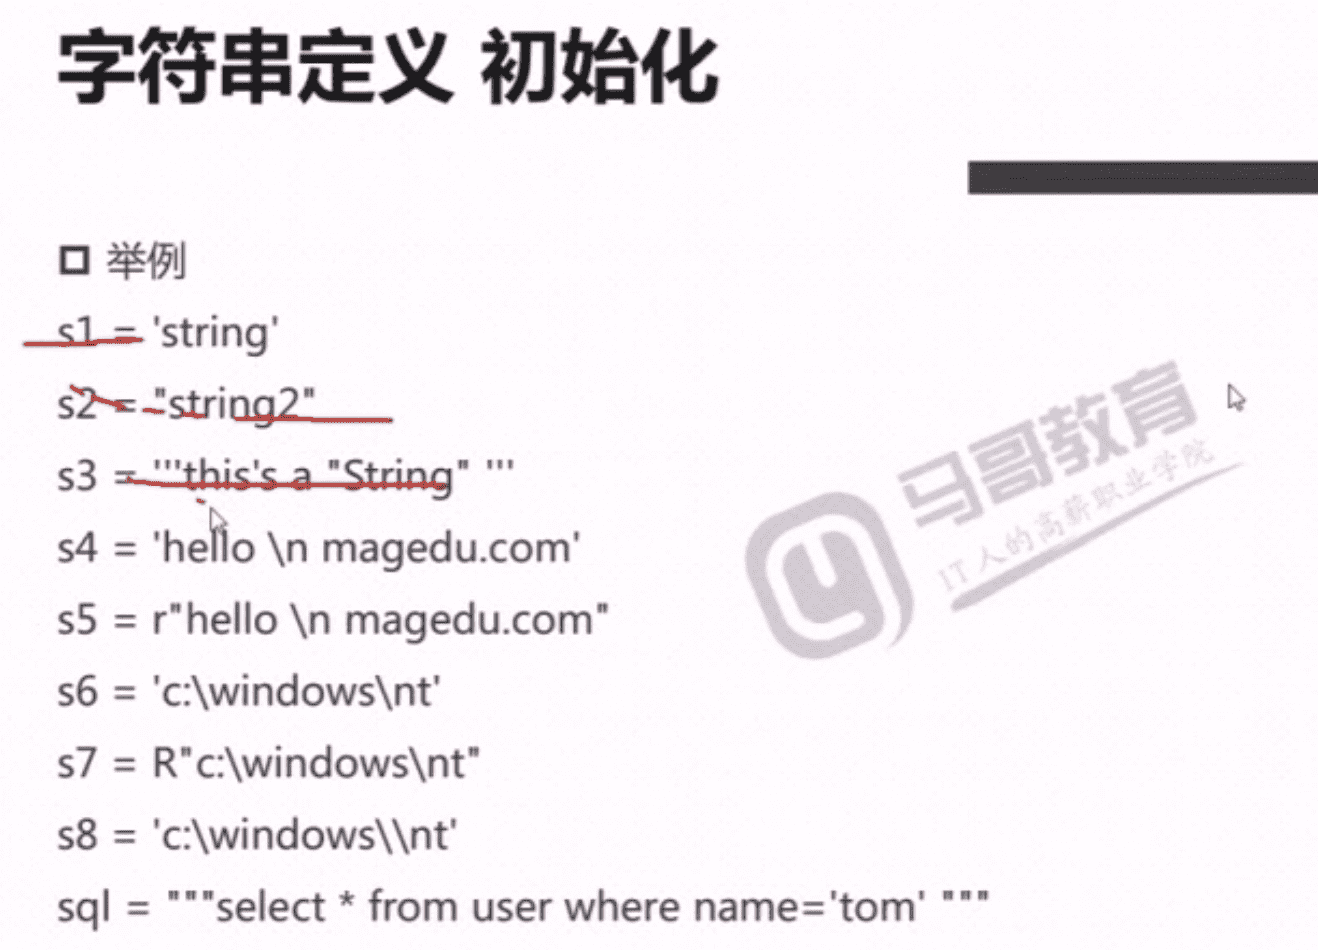 字符串定义 初始化
举例
s1 = 'string'
s2 = "string2"
s3 = '''this's a "String" '''
s4 = 'hello \n magedu.com'
s5 = r"hello \n magedu.com"
s6 = 'c:\windows\nt'
s7 = R"c:\windows\nt"
s8 = 'c:\windows\\nt'
sql = """select * from user where name='tom' """
马哥教育
IT人的高薪职业学院